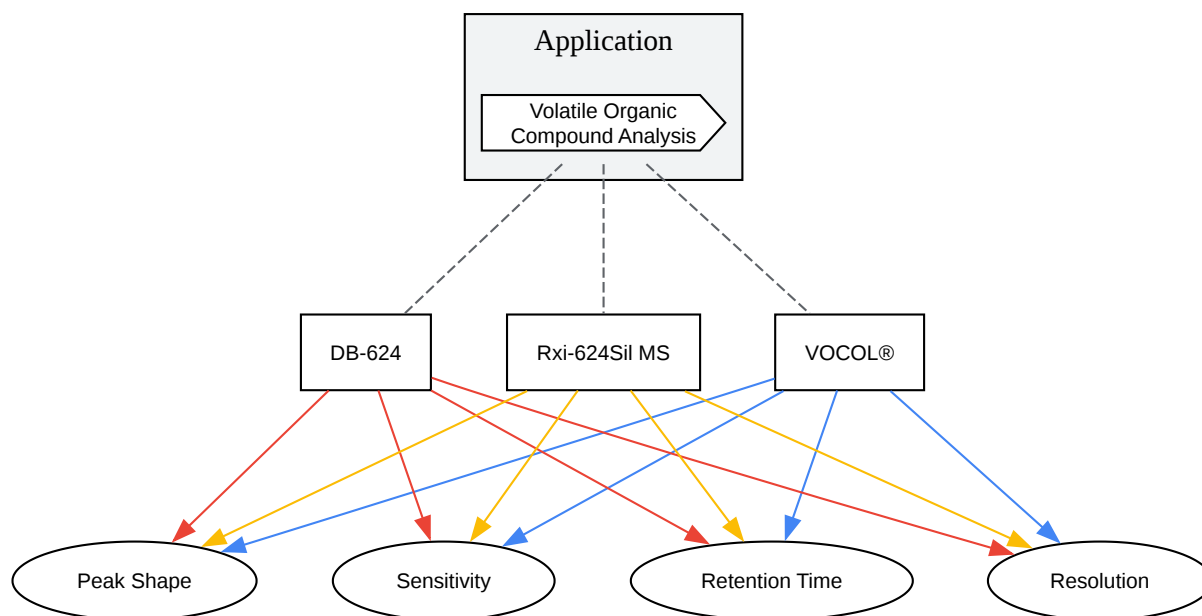 Application
Volatile Organic
Compound Analysis
DB-624
Rxi-624Sil MS
VOCOL®
Peak Shape
Sensitivity
Retention Time
Resolution